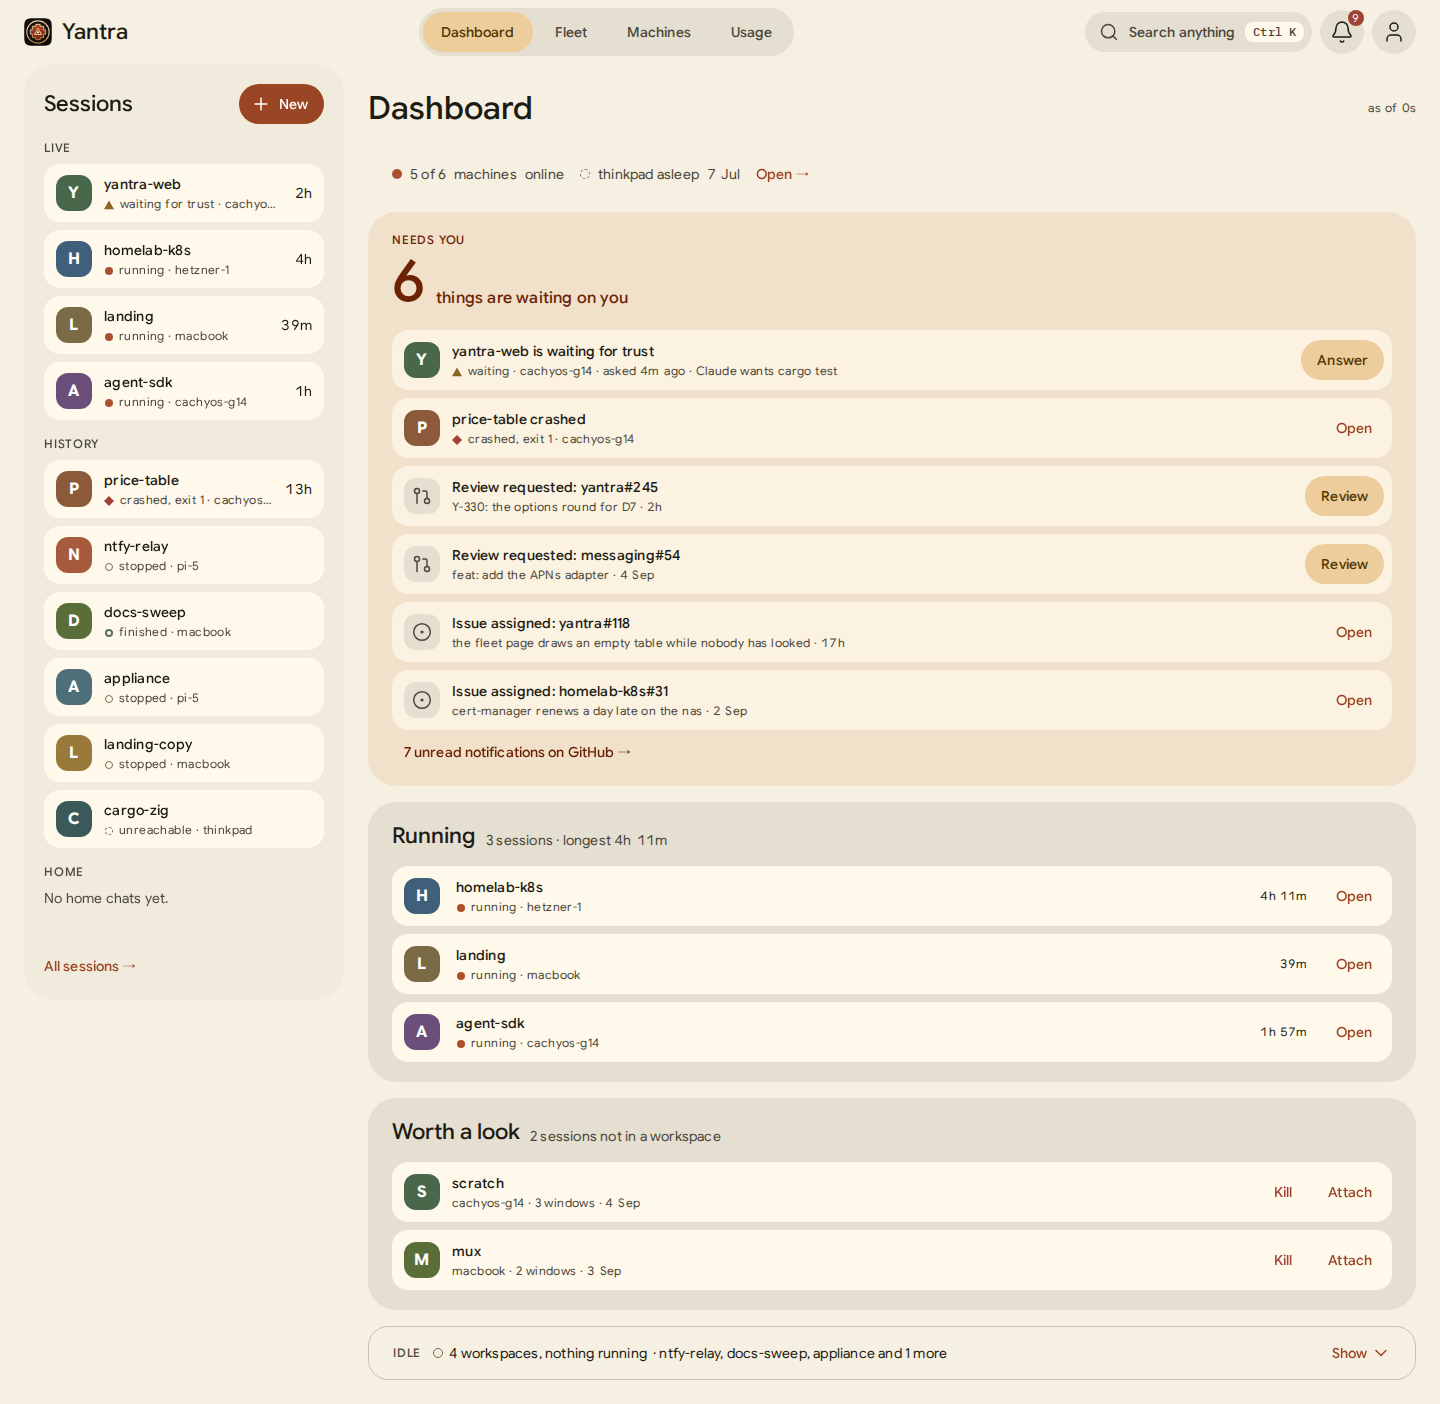 Yantra
Dashboard
Fleet
Machines
Usage
Search anything
Ctrl K
9
Sessions
New
LIVE
Y
yantra-web
waiting for trust · cachyo...
2h
H
homelab-k8s
running · hetzner-1
4h
L
landing
running · macbook
39m
A
agent-sdk
running · cachyos-g14
1h
HISTORY
P
price-table
crashed, exit 1 · cachyos...
13h
N
ntfy-relay
stopped · pi-5
D
docs-sweep
finished · macbook
A
appliance
stopped · pi-5
L
landing-copy
stopped · macbook
C
cargo-zig
unreachable · thinkpad
HOME
No home chats yet.
All sessions →
Dashboard
as of 0s
5 of 6 machines online
thinkpad asleep 7 Jul
Open →
NEEDS YOU
6 things are waiting on you
Y
yantra-web is waiting for trust
waiting · cachyos-g14 · asked 4m ago · Claude wants cargo test
Answer
P
price-table crashed
crashed, exit 1 · cachyos-g14
Open
Review requested: yantra#245
Y-330: the options round for D7 · 2h
Review
Review requested: messaging#54
feat: add the APNs adapter · 4 Sep
Review
Issue assigned: yantra#118
the fleet page draws an empty table while nobody has looked · 17h
Open
Issue assigned: homelab-k8s#31
cert-manager renews a day late on the nas · 2 Sep
Open
7 unread notifications on GitHub →
Running
3 sessions · longest 4h 11m
H
homelab-k8s
running · hetzner-1
4h 11m
Open
L
landing
running · macbook
39m
Open
A
agent-sdk
running · cachyos-g14
1h 57m
Open
Worth a look
2 sessions not in a workspace
S
scratch
cachyos-g14 · 3 windows · 4 Sep
Kill
Attach
M
mux
macbook · 2 windows · 3 Sep
Kill
Attach
IDLE
4 workspaces, nothing running · ntfy-relay, docs-sweep, appliance and 1 more
Show